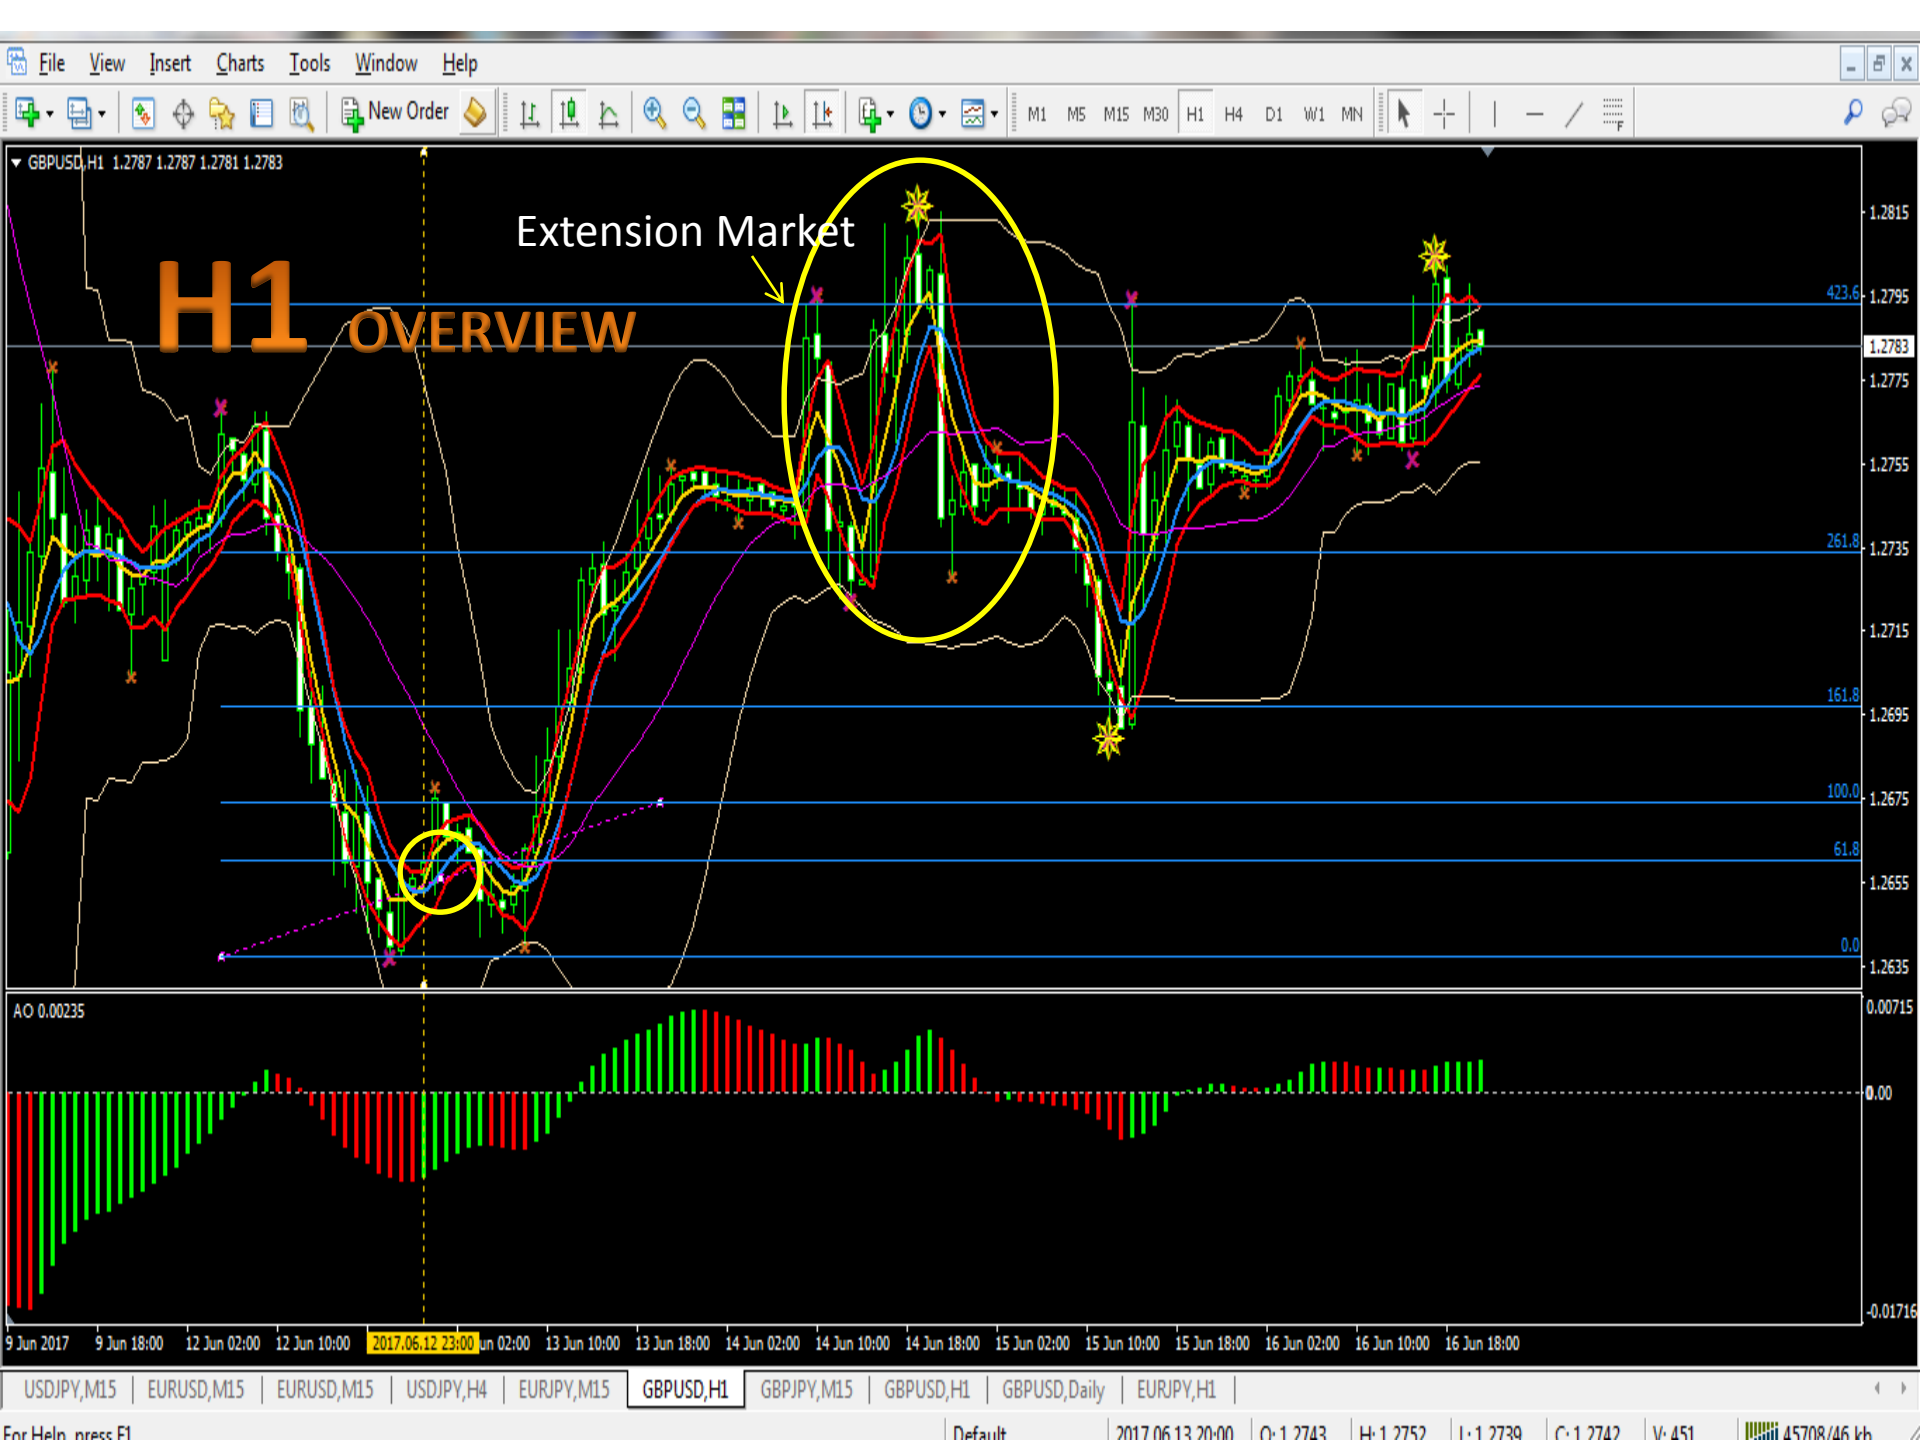 File View Insert Charts Tools Window Help
New Order M1 M5 M15 M30 H1 H4 D1 W1 MN
GBPUSD,H1 1.2787 1.2787 1.2781 1.2783
Extension Market
H1 OVERVIEW
1.2815
423.6
1.2795
1.2783
1.2775
1.2755
261.8
1.2735
1.2715
161.8
1.2695
100.0
1.2675
61.8
1.2655
0.0
1.2635
AO 0.00235
0.00715
0.00
-0.01716
9 Jun 2017 9 Jun 18:00 12 Jun 02:00 12 Jun 10:00 2017.06.12 23:00 un 02:00 13 Jun 10:00 13 Jun 18:00 14 Jun 02:00 14 Jun 10:00 14 Jun 18:00 15 Jun 02:00 15 Jun 10:00 15 Jun 18:00 16 Jun 02:00 16 Jun 10:00 16 Jun 18:00
USDJPY,M15 EURUSD,M15 EURUSD,M15 USDJPY,H4 EURJPY,M15 GBPUSD,H1 GBPJPY,M15 GBPUSD,H1 GBPUSD,Daily EURJPY,H1
For Help, press F1 Default 2017.06.13 20:00 O: 1.2743 H: 1.2752 L: 1.2739 C: 1.2742 V: 451 45708/46 kb